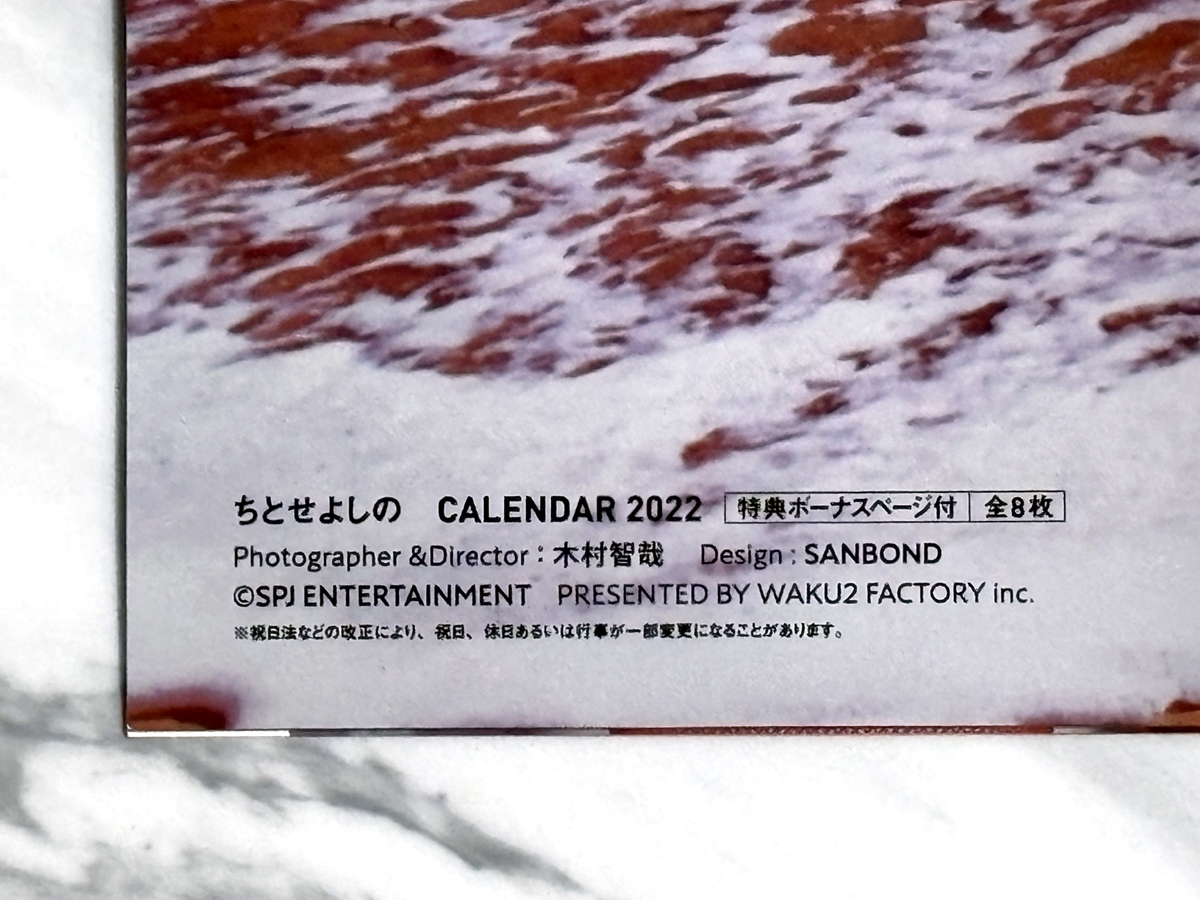 ちとせよしの CALENDAR 2022 特典ボーナスページ付 全8枚
Photographer &Director：木村智哉 Design : SANBOND
©SPJ ENTERTAINMENT PRESENTED BY WAKU2 FACTORY inc.
※祝日法などの改正により、祝日、休日あるいは行事が一部変更になることがあります。